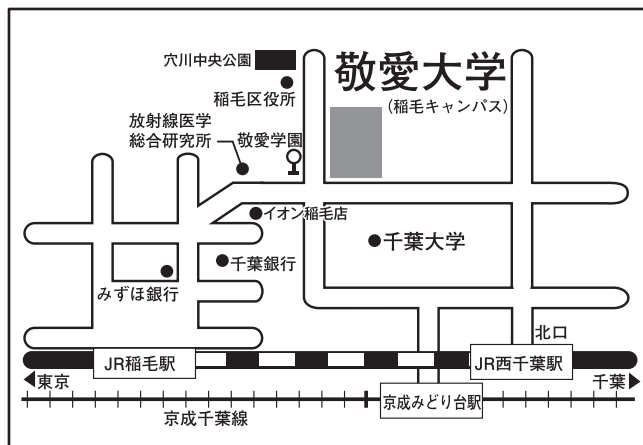 穴川中央公園
敬愛大学
(稲毛キャンパス)
稲毛区役所
放射線医学
総合研究所
敬愛学園
イオン稲毛店
千葉大学
千葉銀行
みずほ銀行
北口
JR稲毛駅
JR西千葉駅
東京
千葉
京成みどり台駅
京成千葉線